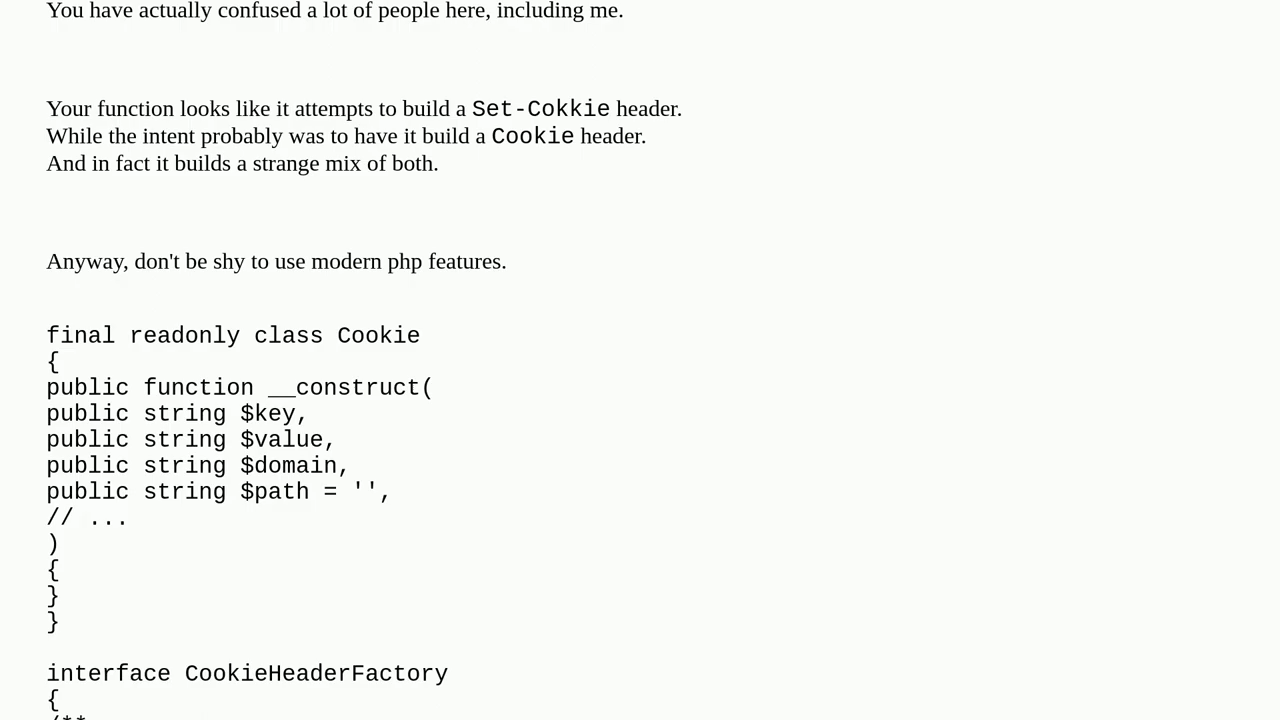 You have actually confused a lot of people here, including me.
Your function looks like it attempts to build a Set-Cokkie header.
While the intent probably was to have it build a Cookie header.
And in fact it builds a strange mix of both.
Anyway, don't be shy to use modern php features.
final readonly class Cookie
{
public function __construct(
public string $key,
public string $value,
public string $domain,
public string $path = '',
// ...
)
{
}
}
interface CookieHeaderFactory
{
/**